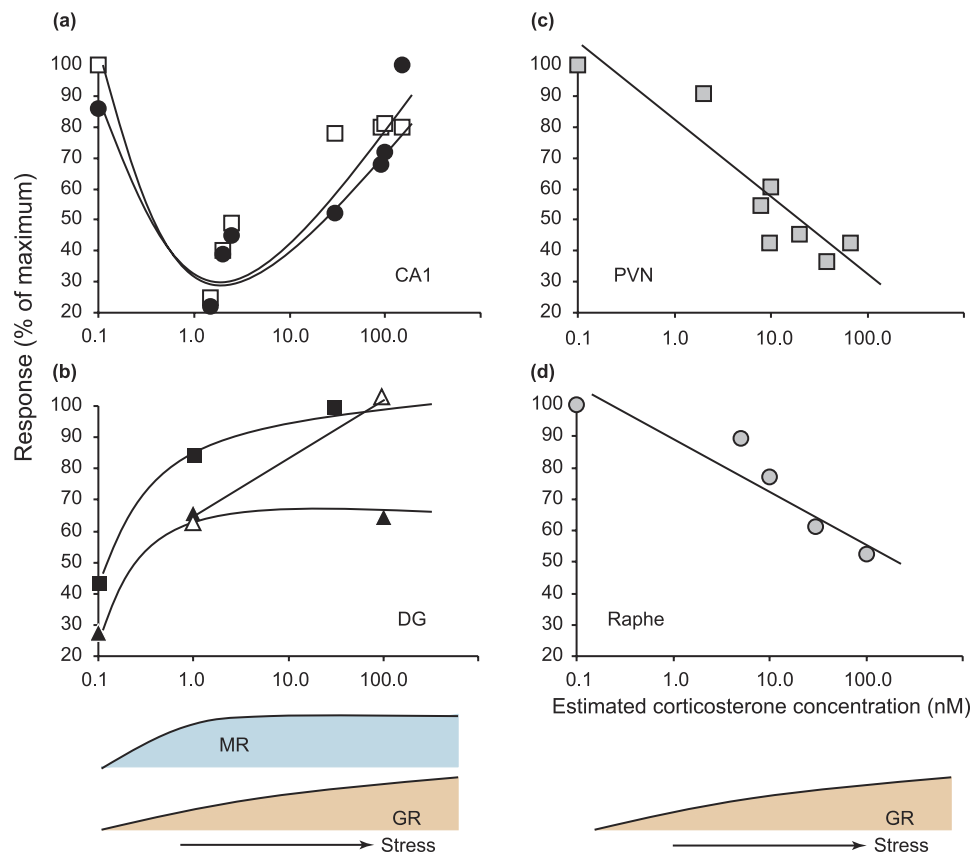 (a)
100
90
80
70
60
50
40
30
20
CA1
0.1 1.0 10.0 100.0
(c)
100
90
80
70
60
50
40
30
20
PVN
0.1 1.0 10.0 100.0
Response (% of maximum)
(b)
100
90
80
70
60
50
40
30
20
DG
0.1 1.0 10.0 100.0
(d)
100
90
80
70
60
50
40
30
20
Raphe
0.1 1.0 10.0 100.0
Estimated corticosterone concentration (nM)
MR
GR
Stress
GR
Stress